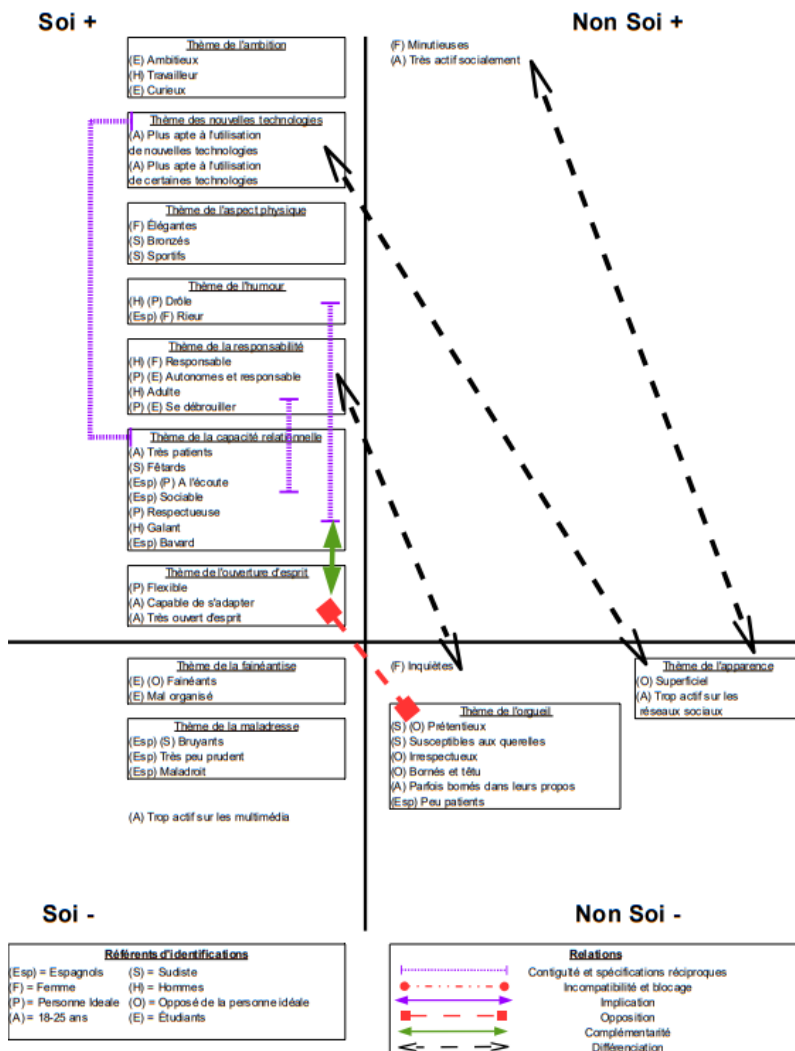 Soi +
Non Soi +
Thème de l'ambition
(E) Ambitieux
(H) Travailleur
(E) Curieux
(F) Minutieuses
(A) Très actif socialement
Thème des nouvelles technologies
(A) Plus apte à l'utilisation
de nouvelles technologies
(A) Plus apte à l'utilisation
de certaines technologies
Thème de l'aspect physique
(F) Élégantes
(S) Bronzés
(S) Sportifs
Thème de l'humour
(H) (P) Drôle
(Esp) (F) Rieur
Thème de la responsabilité
(H) (F) Responsable
(P) (E) Autonomes et responsable
(H) Adulte
(P) (E) Se débrouiller
Thème de la capacité relationnelle
(A) Très patients
(S) Fêtards
(Esp) (P) A l'écoute
(Esp) Sociable
(P) Respectueuse
(H) Galant
(Esp) Bavard
Thème de l'ouverture d'esprit
(P) Flexible
(A) Capable de s'adapter
(A) Très ouvert d'esprit
Thème de la fainéantise
(E) (O) Fainéants
(E) Mal organisé
Thème de la maladresse
(Esp) (S) Bruyants
(Esp) Très peu prudent
(Esp) Maladroit
(A) Trop actif sur les multimédia
(F) Inquiètes
Thème de l'orgueil
(S) (O) Prétentieux
(S) Susceptibles aux querelles
(O) Irrespectueux
(O) Bornés et têtu
(A) Parfois bornés dans leurs propos
(Esp) Peu patients
Thème de l'apparence
(O) Superficiel
(A) Trop actif sur les
réseaux sociaux
Soi -
Non Soi -
Référents d'identifications
(Esp) = Espagnols (S) = Sudiste
(F) = Femme (H) = Hommes
(P) = Personne Ideale (O) = Opposé de la personne idéale
(A) = 18-25 ans (E) = Étudiants
Relations
Contiguïté et spécifications réciproques
Incompatibilité et blocage
Implication
Opposition
Complémentarité
Différenciation